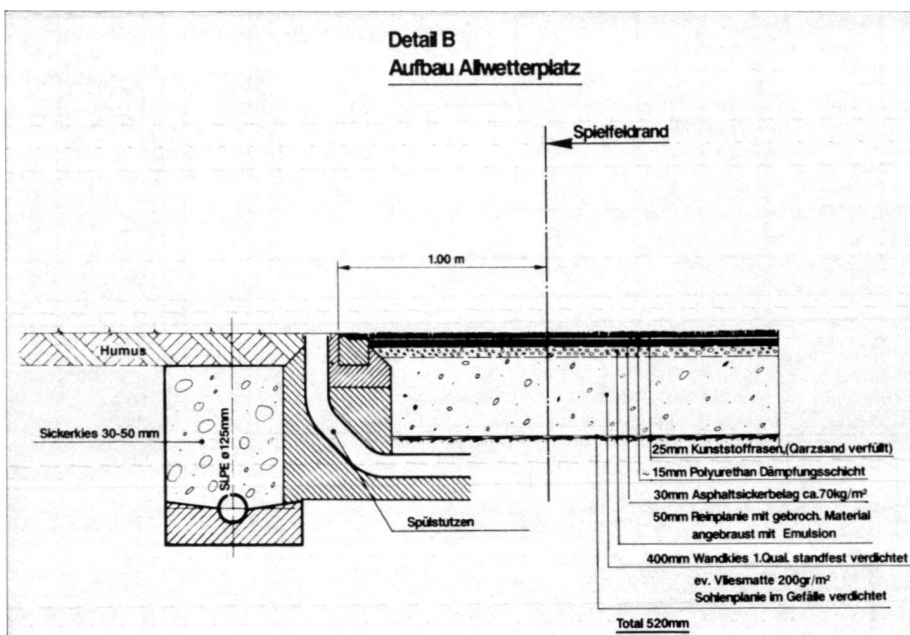 Detail B
Aufbau Allwetterplatz
Spielfeldrand
1.00 m
Humus
Sickerkies 30-50 mm
SLPE ø125mm
Spülstutzen
25mm Kunststoffrasen,(Qarzsand verfüllt)
~15mm Polyurethan Dämpfungsschicht
30mm Asphaltsickerbelag ca.70kg/m²
50mm Reinplanie mit gebroch. Material
angebraust mit Emulsion
400mm Wandkies 1.Qual. standfest verdichtet
ev. Vliesmatte 200gr/m²
Sohlenplanie im Gefälle verdichtet
Total 520mm